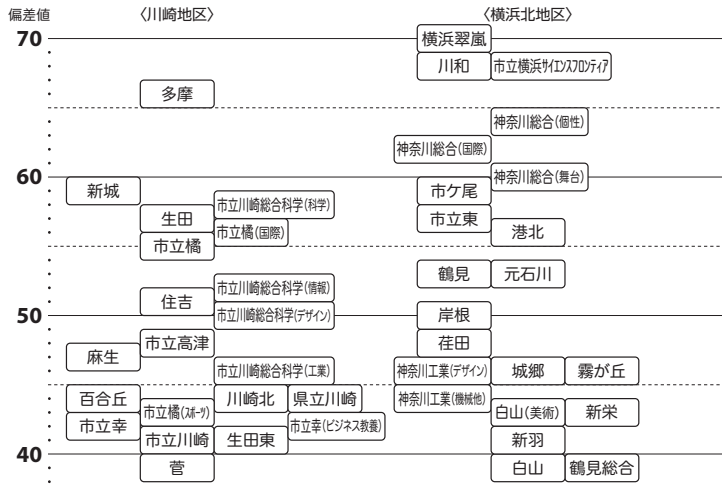 偏差値
〈川崎地区〉
〈横浜北地区〉
70
横浜翠嵐
川和
市立横浜サイエンスフロンティア
多摩
神奈川総合(個性)
神奈川総合(国際)
60
新城
市ケ尾
神奈川総合(舞台)
生田
市立川崎総合科学(科学)
市立東
市立橘
市立橘(国際)
港北
鶴見
元石川
住吉
市立川崎総合科学(情報)
50
市立川崎総合科学(デザイン)
岸根
麻生
市立高津
荏田
市立川崎総合科学(工業)
神奈川工業(デザイン)
城郷
霧が丘
百合丘
川崎北
県立川崎
神奈川工業(機械他)
市立橘(スポーツ)
白山(美術)
新栄
市立幸
市立幸(ビジネス教養)
市立川崎
生田東
新羽
40
菅
白山
鶴見総合